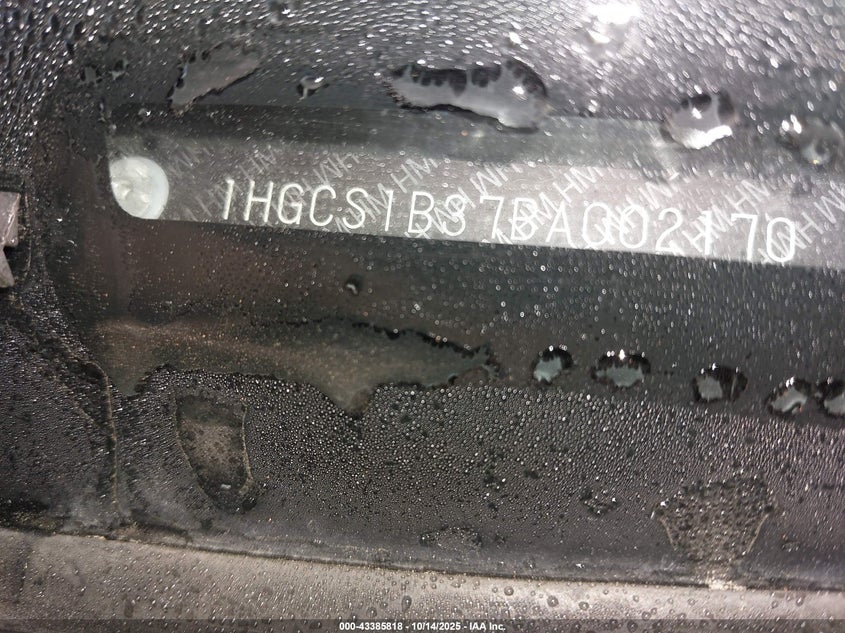 1HGCS1B37BA002170
000-43385818 - 10/14/2025 - IAA Inc.